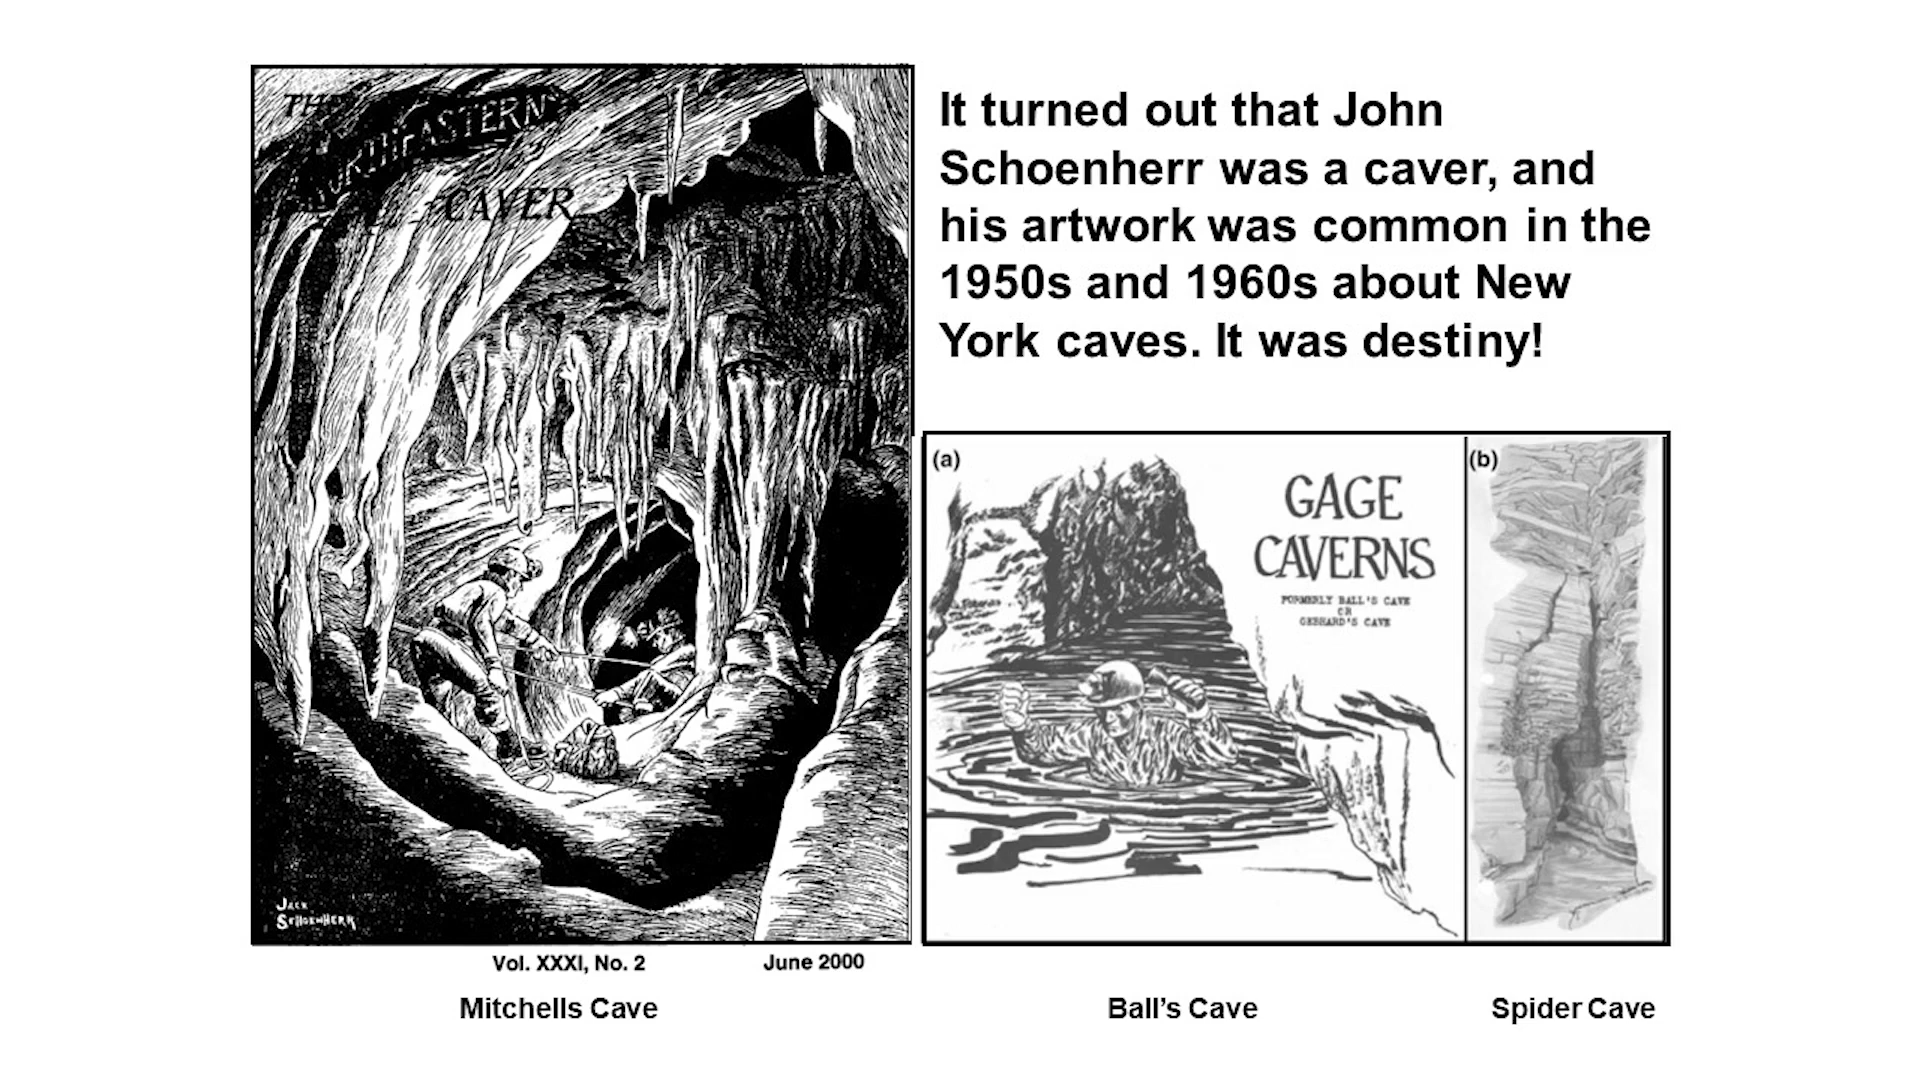 THE
NORTHEASTERN
CAVER
It turned out that John
Schoenherr was a caver, and
his artwork was common in the
1950s and 1960s about New
York caves. It was destiny!
(a)
GAGE
CAVERNS
FORMERLY BALL'S CAVE
OR
GEBHARD'S CAVE
(b)
JACK
SCHOENHERR
Vol. XXXI, No. 2 June 2000
Mitchells Cave
Ball’s Cave
Spider Cave